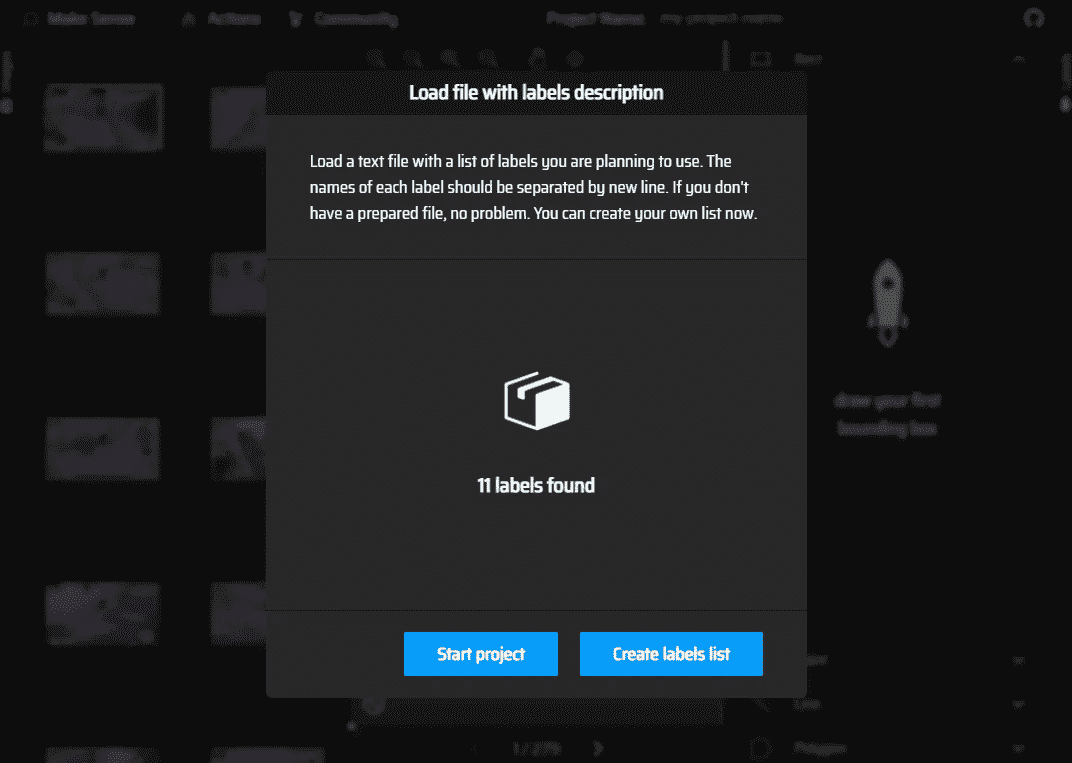 Make Sense
Actions
Community
Project Name: my-project-name
Load file with labels description
Load a text file with a list of labels you are planning to use. The
names of each label should be separated by new line. If you don't
have a prepared file, no problem. You can create your own list now.
draw your first
bounding box
11 labels found
Start project
Create labels list
Line
Polygon